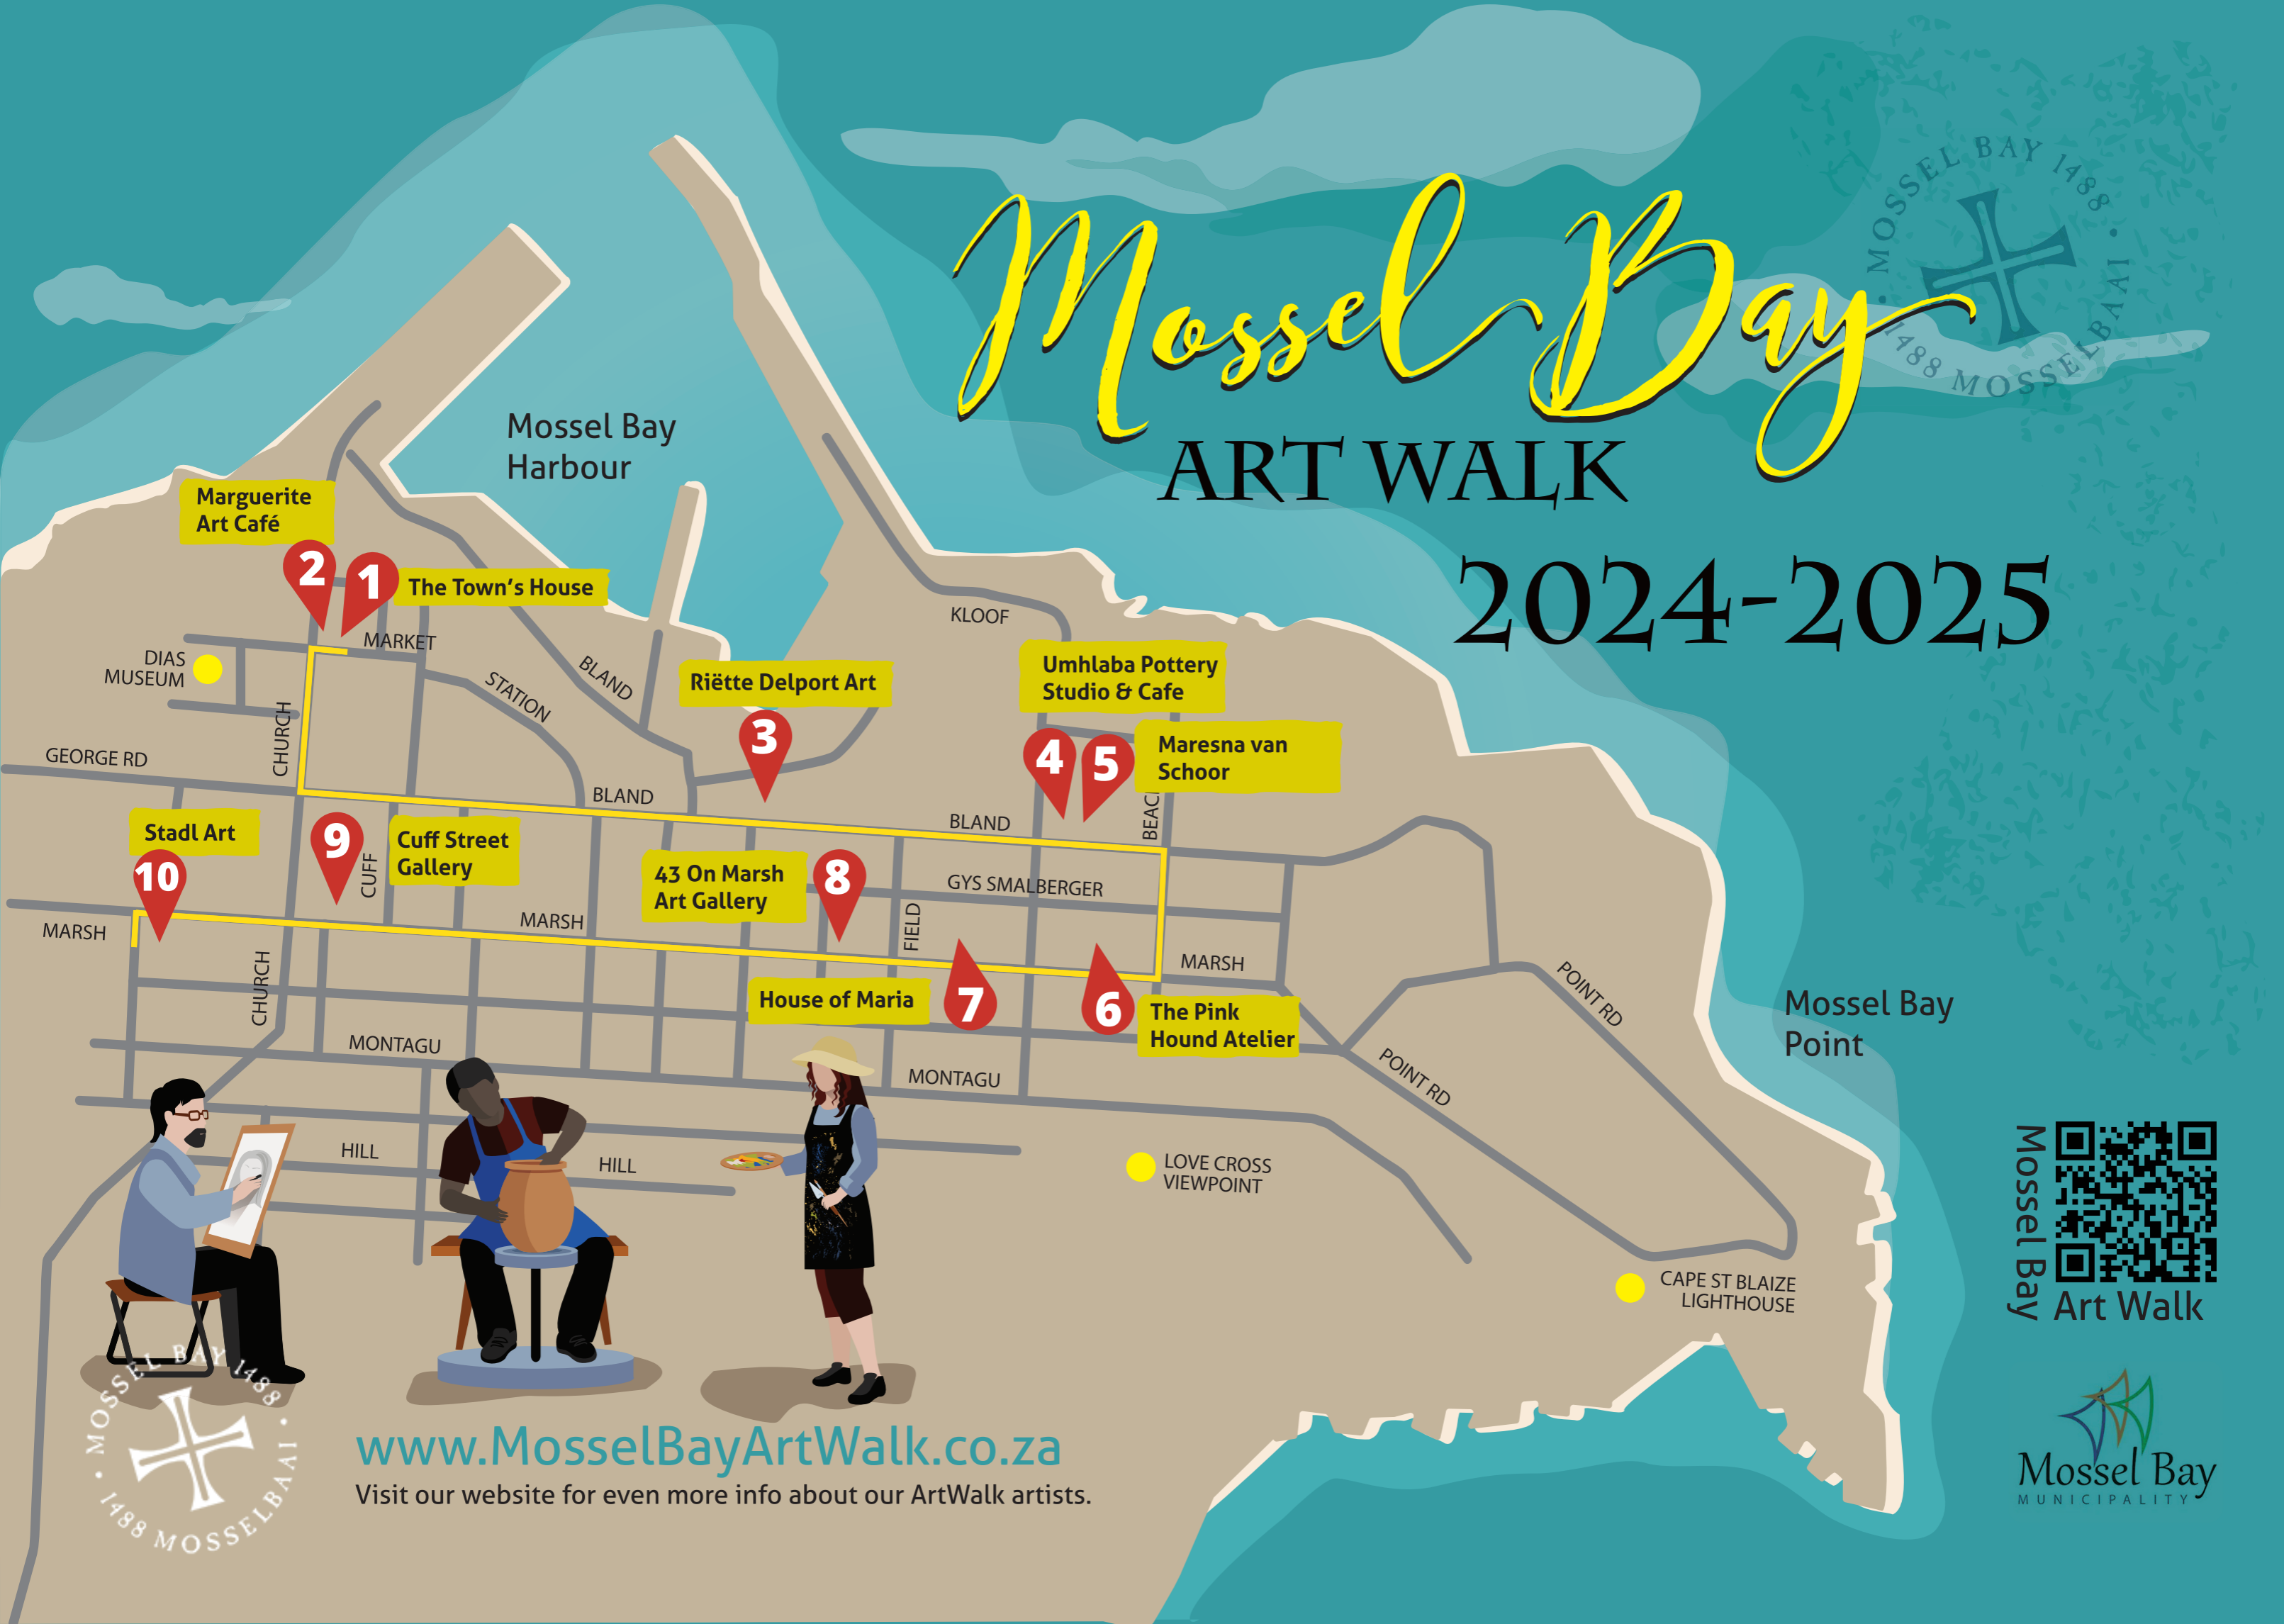 Mossel Bay
ART WALK
2024-2025
MOSSEL BAY 1488 •
1488 MOSSELBAAI •
Mossel Bay
Harbour
Marguerite
Art Café
2
1
The Town's House
MARKET
DIAS
MUSEUM
CHURCH
STATION
BLAND
KLOOF
Riëtte Delport Art
3
Umhlaba Pottery
Studio & Cafe
4
5
Maresna van
Schoor
GEORGE RD
BLAND
BLAND
Stadl Art
10
9
CUFF
Cuff Street
Gallery
43 On Marsh
Art Gallery
8
GYS SMALBERGER
FIELD
MARSH
MARSH
MARSH
CHURCH
House of Maria
7
6
The Pink
Hound Atelier
POINT RD
POINT RD
Mossel Bay
Point
MONTAGU
MONTAGU
HILL
HILL
LOVE CROSS
VIEWPOINT
CAPE ST BLAIZE
LIGHTHOUSE
Mossel Bay
Art Walk
MOSSEL BAY 1488 •
1488 MOSSELBAAI •
www.MosselBayArtWalk.co.za
Visit our website for even more info about our ArtWalk artists.
Mossel Bay
MUNICIPALITY